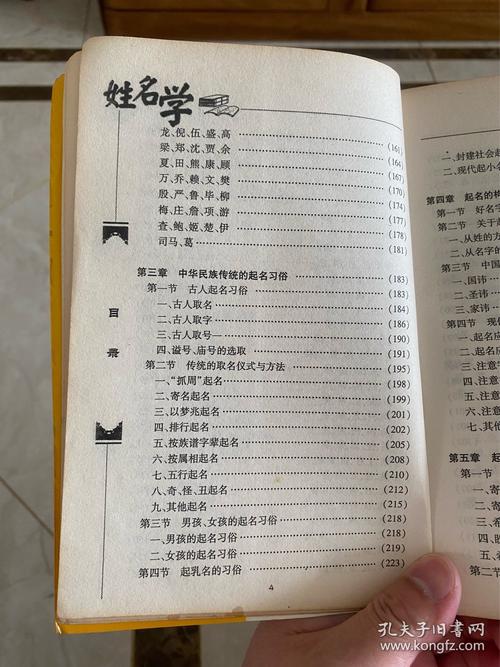 姓名学
龙、倪、伍、盛、高……………………(161)
梁、郑、沈、贾、余……………………(164)
夏、田、熊、康、顾……………………(167)
万、乔、赖、文、樊……………………(170)
殷、严、鲁、毕、柳……………………(174)
梅、庄、詹、项、游……………………(177)
查、鲍、姬、楚、伊……………………(178)
司马、葛……………………(181)
第三章 中华民族传统的起名习俗……………………(183)
第一节 古人起名习俗……………………(183)
一、古人取名……………………(184)
二、古人取字……………………(186)
三、古人取号……………………(190)
四、谥号、庙号的选取……………………(191)
第二节 传统的取名仪式与方法……………………(195)
一、“抓周”起名……………………(198)
二、寄名起名……………………(199)
三、以梦兆起名……………………(201)
四、排行起名……………………(202)
五、按族谱字辈起名……………………(205)
六、按属相起名……………………(208)
七、五行起名……………………(210)
八、奇、怪、丑起名……………………(212)
九、其他起名……………………(215)
第三节 男孩、女孩的起名习俗……………………(218)
一、男孩的起名习俗……………………(218)
二、女孩的起名习俗……………………(219)
第四节 起乳名的习俗……………………(223)
目录
4
二、封建社会
二、现代起小名
第四章 起名的
第一节 好名字
第二节 关于
一、从姓的
二、从名字的
第三节 中国
一、国讳
二、圣讳
三、家讳
第四节 现
一、起名应
二、起名应
三、注意
四、注意
五、注意
六、注意
七、其他
第五章 起
第一节
一、寄
二、寄
三、寄
第二节
孔夫子旧书网
kongfz.com